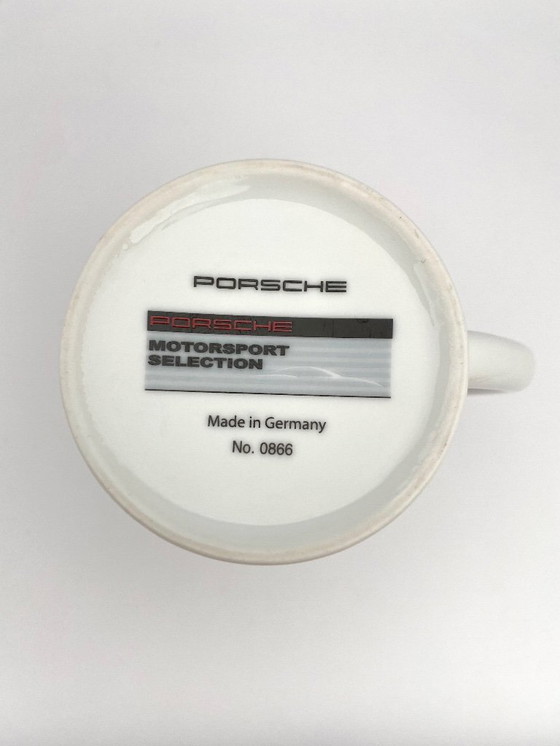 PORSCHE
PORSCHE
MOTORSPORT
SELECTION
Made in Germany
No. 0866